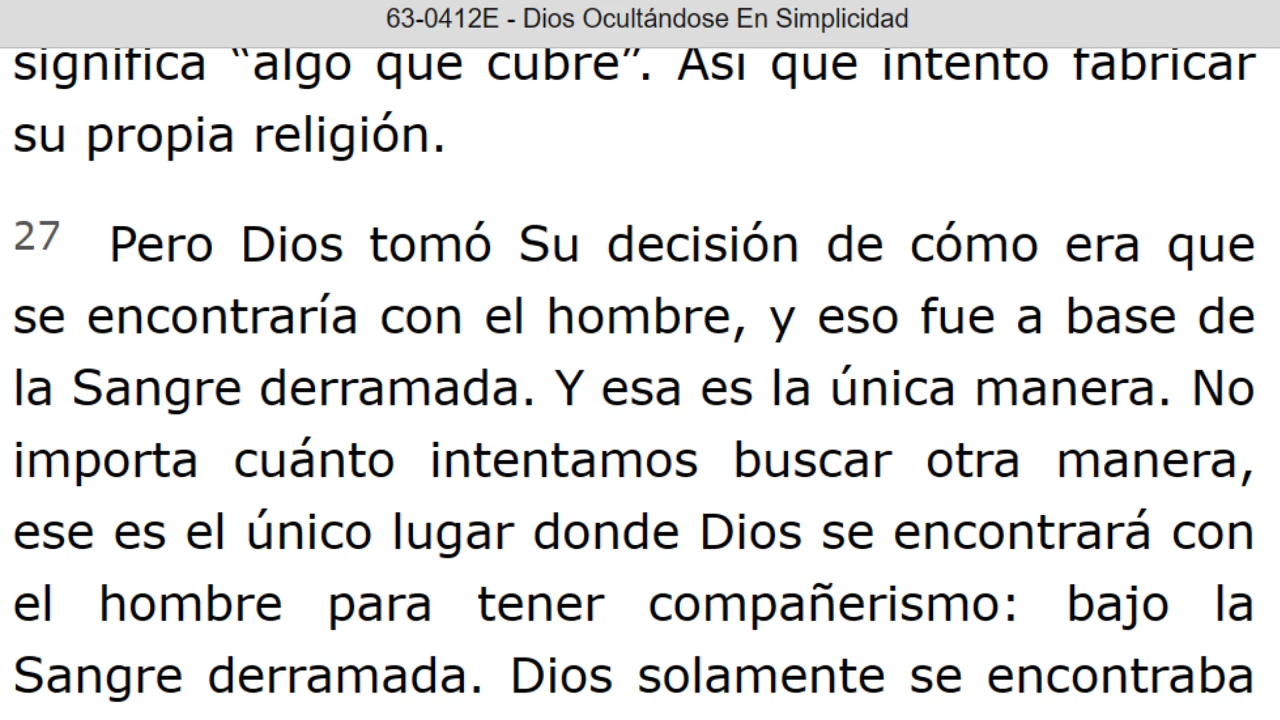 63-0412E - Dios Ocultándose En Simplicidad
significa “algo que cubre”. Así que intentó fabricar
su propia religión.
27 Pero Dios tomó Su decisión de cómo era que
se encontraría con el hombre, y eso fue a base de
la Sangre derramada. Y esa es la única manera. No
importa cuánto intentamos buscar otra manera,
ese es el único lugar donde Dios se encontrará con
el hombre para tener compañerismo: bajo la
Sangre derramada. Dios solamente se encontraba